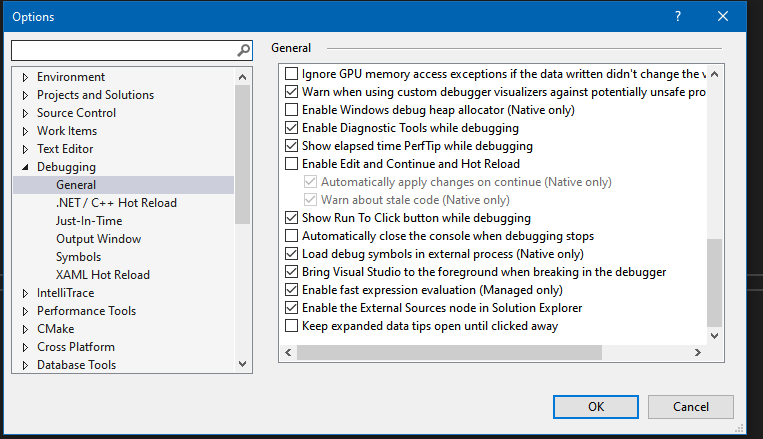 Options
?
General
Environment
Projects and Solutions
Source Control
Work Items
Text Editor
Debugging
General
.NET / C++ Hot Reload
Just-In-Time
Output Window
Symbols
XAML Hot Reload
IntelliTrace
Performance Tools
CMake
Cross Platform
Database Tools
Ignore GPU memory access exceptions if the data written didn't change the v
Warn when using custom debugger visualizers against potentially unsafe pro
Enable Windows debug heap allocator (Native only)
Enable Diagnostic Tools while debugging
Show elapsed time PerfTip while debugging
Enable Edit and Continue and Hot Reload
Automatically apply changes on continue (Native only)
Warn about stale code (Native only)
Show Run To Click button while debugging
Automatically close the console when debugging stops
Load debug symbols in external process (Native only)
Bring Visual Studio to the foreground when breaking in the debugger
Enable fast expression evaluation (Managed only)
Enable the External Sources node in Solution Explorer
Keep expanded data tips open until clicked away
OK
Cancel